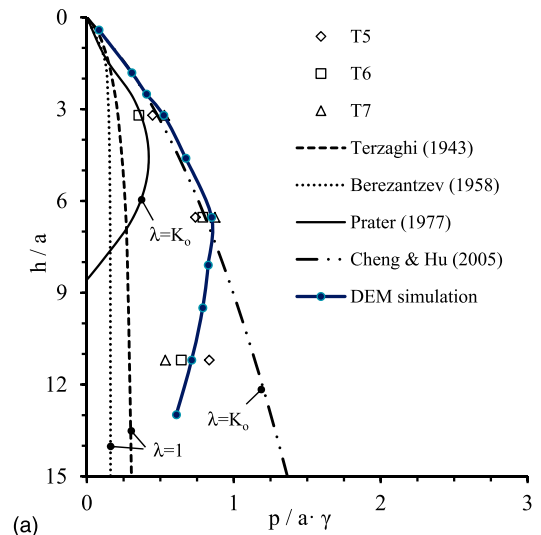 0
3
6
9
12
15
h / a
0
1
2
3
p / a· γ
T5
T6
T7
Terzaghi (1943)
Berezantzev (1958)
Prater (1977)
Cheng & Hu (2005)
DEM simulation
λ=Ko
λ=Ko
λ=1
(a)